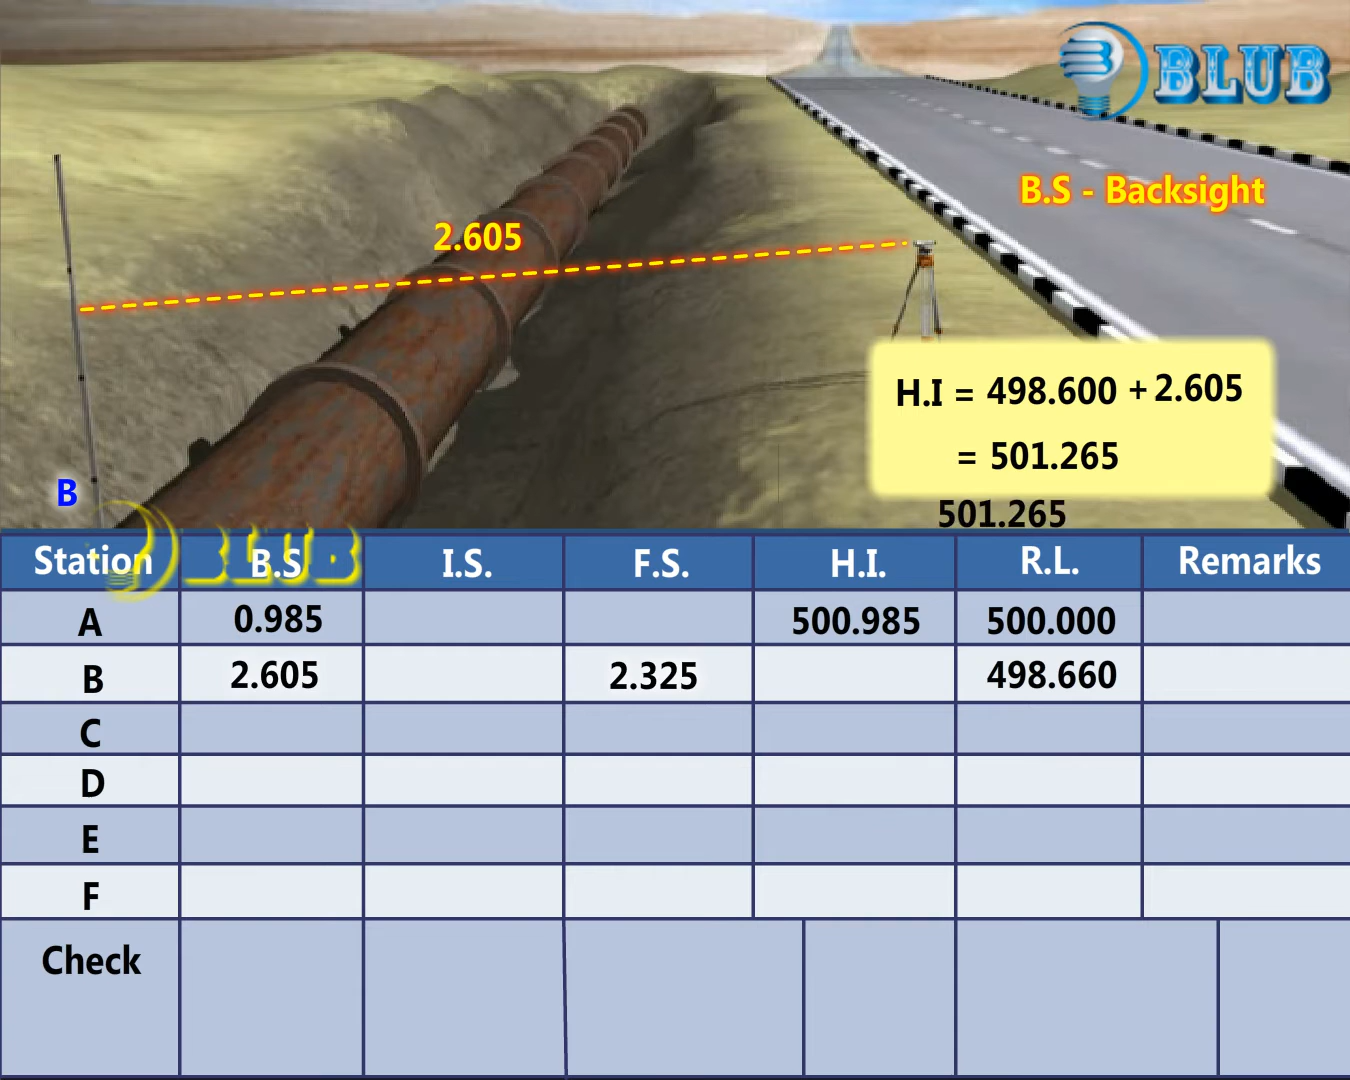 BLUB
B.S - Backsight
2.605
H.I = 498.600 + 2.605
= 501.265
B
501.265
BLUB
Station B.S I.S. F.S. H.I. R.L. Remarks
A 0.985 500.985 500.000
B 2.605 2.325 498.660
C
D
E
F
Check